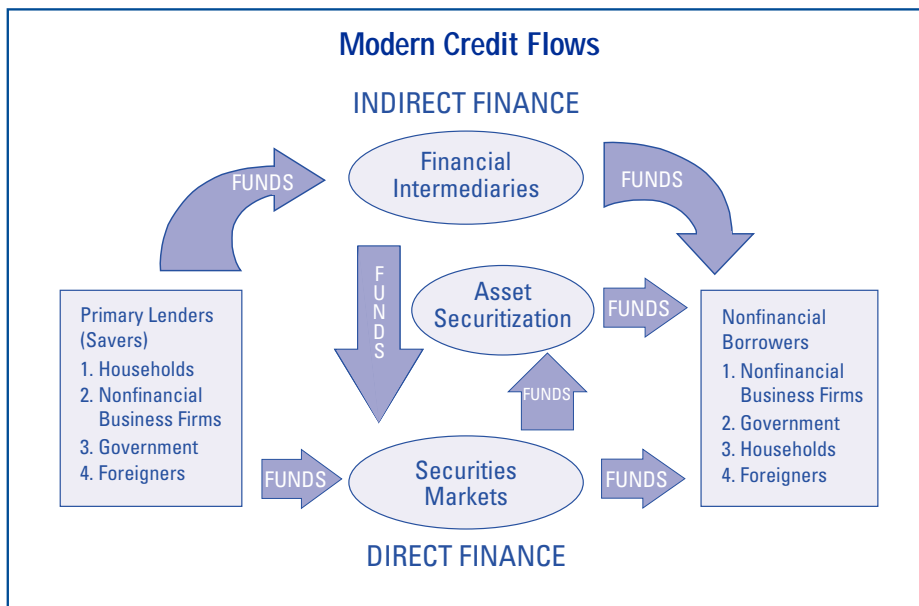 Modern Credit Flows
INDIRECT FINANCE
Financial
Intermediaries
FUNDS
FUNDS
F
U
N
D
S
Asset
Securitization
FUNDS
Primary Lenders
(Savers)
1. Households
2. Nonfinancial
Business Firms
3. Government
4. Foreigners
Nonfinancial
Borrowers
1. Nonfinancial
Business Firms
2. Government
3. Households
4. Foreigners
FUNDS
FUNDS
Securities
Markets
FUNDS
DIRECT FINANCE